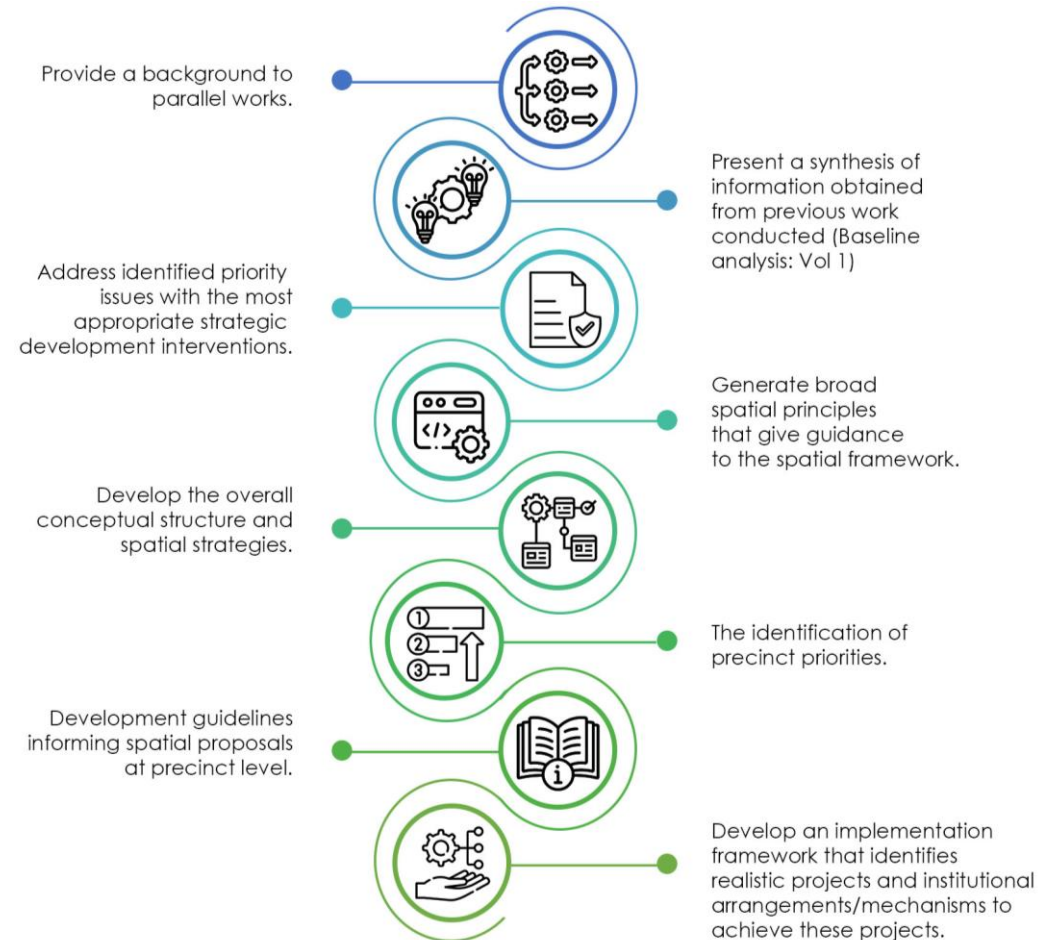 Provide a background to
parallel works.
Present a synthesis of
information obtained
from previous work
conducted (Baseline
analysis: Vol 1)
Address identified priority
issues with the most
appropriate strategic
development interventions.
Generate broad
spatial principles
that give guidance
to the spatial framework.
Develop the overall
conceptual structure and
spatial strategies.
1
2
3
The identification of
precinct priorities.
Development guidelines
informing spatial proposals
at precinct level.
i
Develop an implementation
framework that identifies
realistic projects and institutional
arrangements/mechanisms to
achieve these projects.